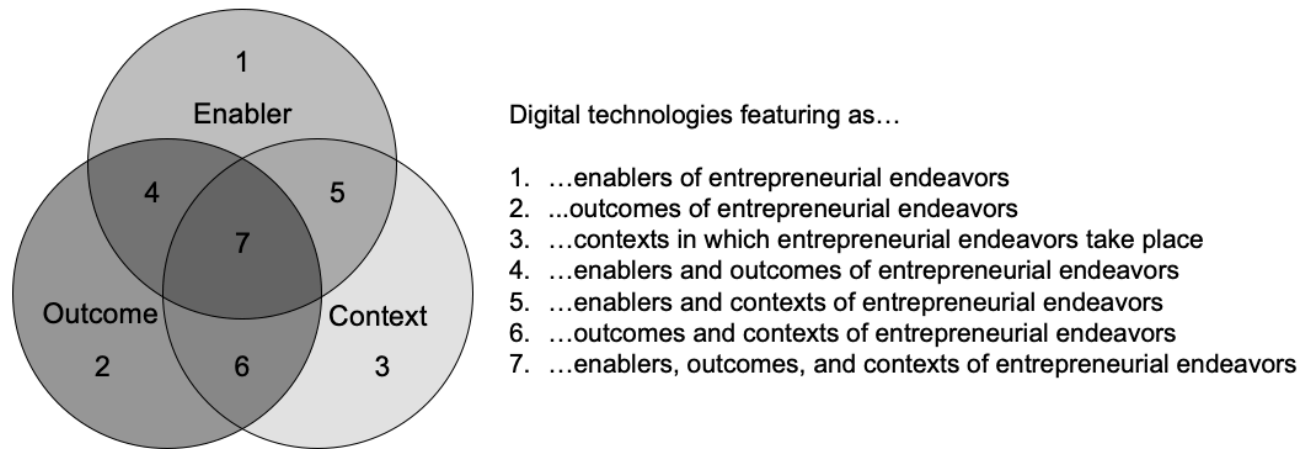 1
Enabler
4
5
7
Outcome
Context
2
6
3
Digital technologies featuring as…
1. …enablers of entrepreneurial endeavors
2. ...outcomes of entrepreneurial endeavors
3. …contexts in which entrepreneurial endeavors take place
4. …enablers and outcomes of entrepreneurial endeavors
5. …enablers and contexts of entrepreneurial endeavors
6. …outcomes and contexts of entrepreneurial endeavors
7. …enablers, outcomes, and contexts of entrepreneurial endeavors